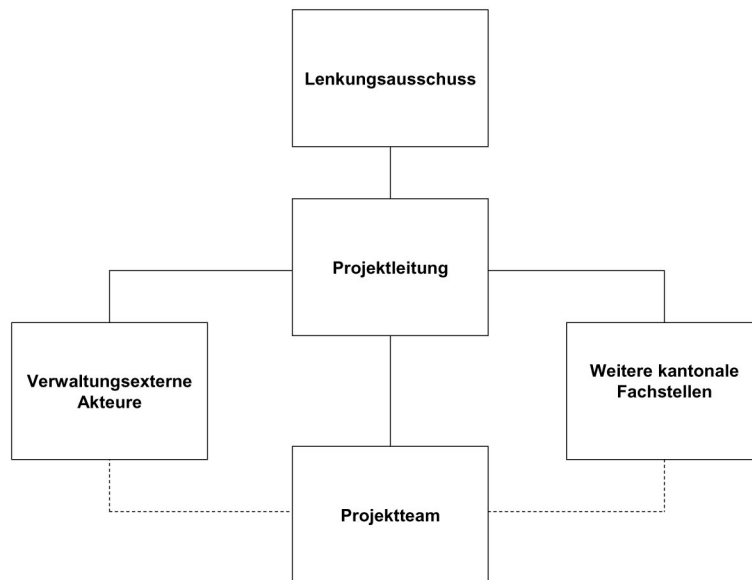 Lenkungsausschuss
Projektleitung
Verwaltungsexterne
Akteure
Weitere kantonale
Fachstellen
Projektteam